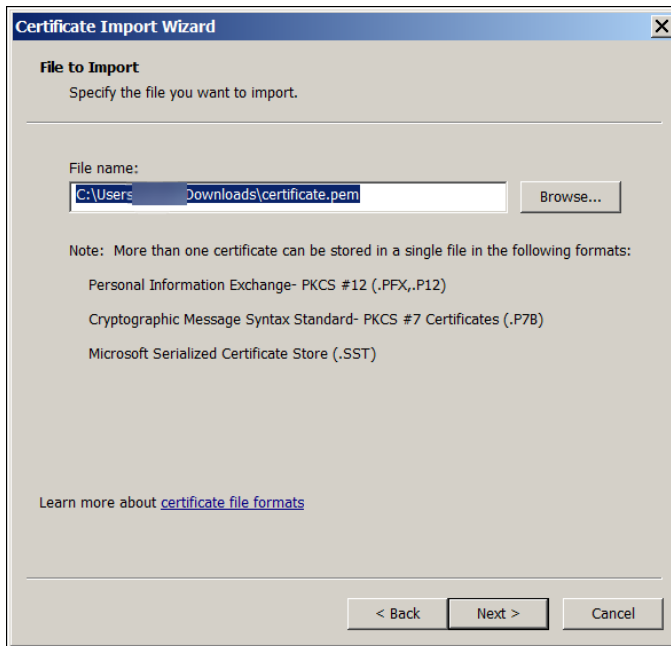 Certificate Import Wizard
File to Import
Specify the file you want to import.
File name:
C:\Users Downloads\certificate.pem
Browse...
Note: More than one certificate can be stored in a single file in the following formats:
Personal Information Exchange- PKCS #12 (.PFX,.P12)
Cryptographic Message Syntax Standard- PKCS #7 Certificates (.P7B)
Microsoft Serialized Certificate Store (.SST)
Learn more about certificate file formats
< Back Next > Cancel